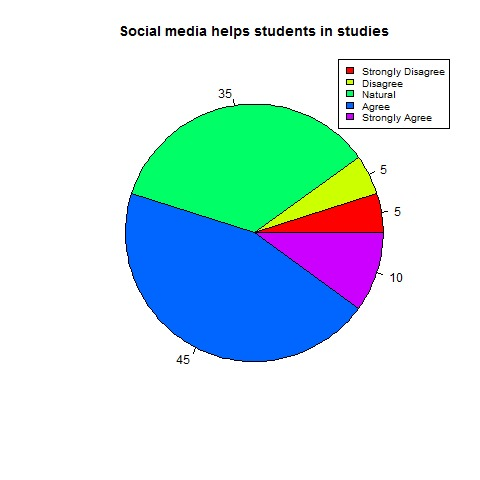 Social media helps students in studies
Strongly Disagree
Disagree
Natural
Agree
Strongly Agree
35
5
5
10
45